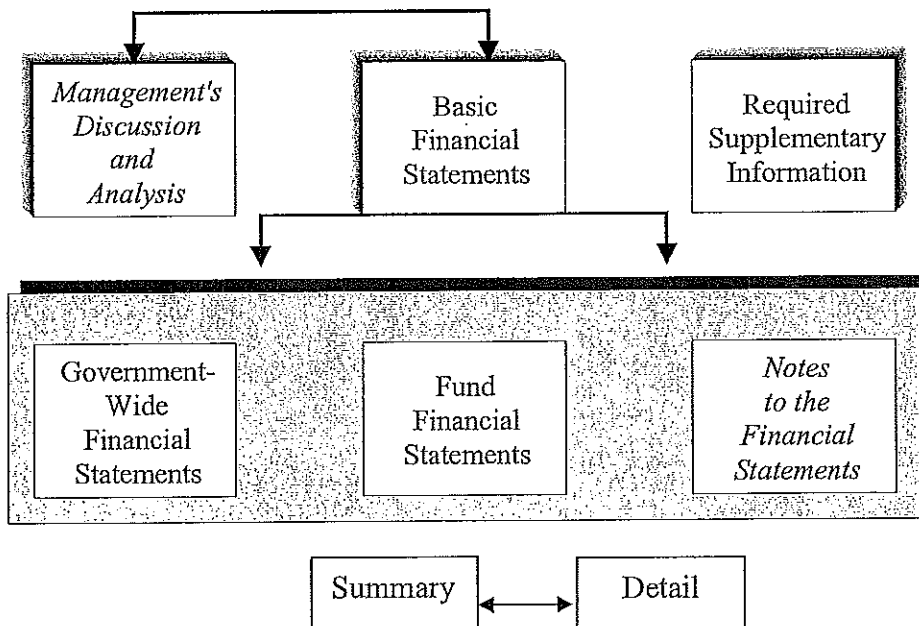 Management's
Discussion
and
Analysis
Basic
Financial
Statements
Required
Supplementary
Information
Government-
Wide
Financial
Statements
Fund
Financial
Statements
Notes
to the
Financial
Statements
Summary
Detail